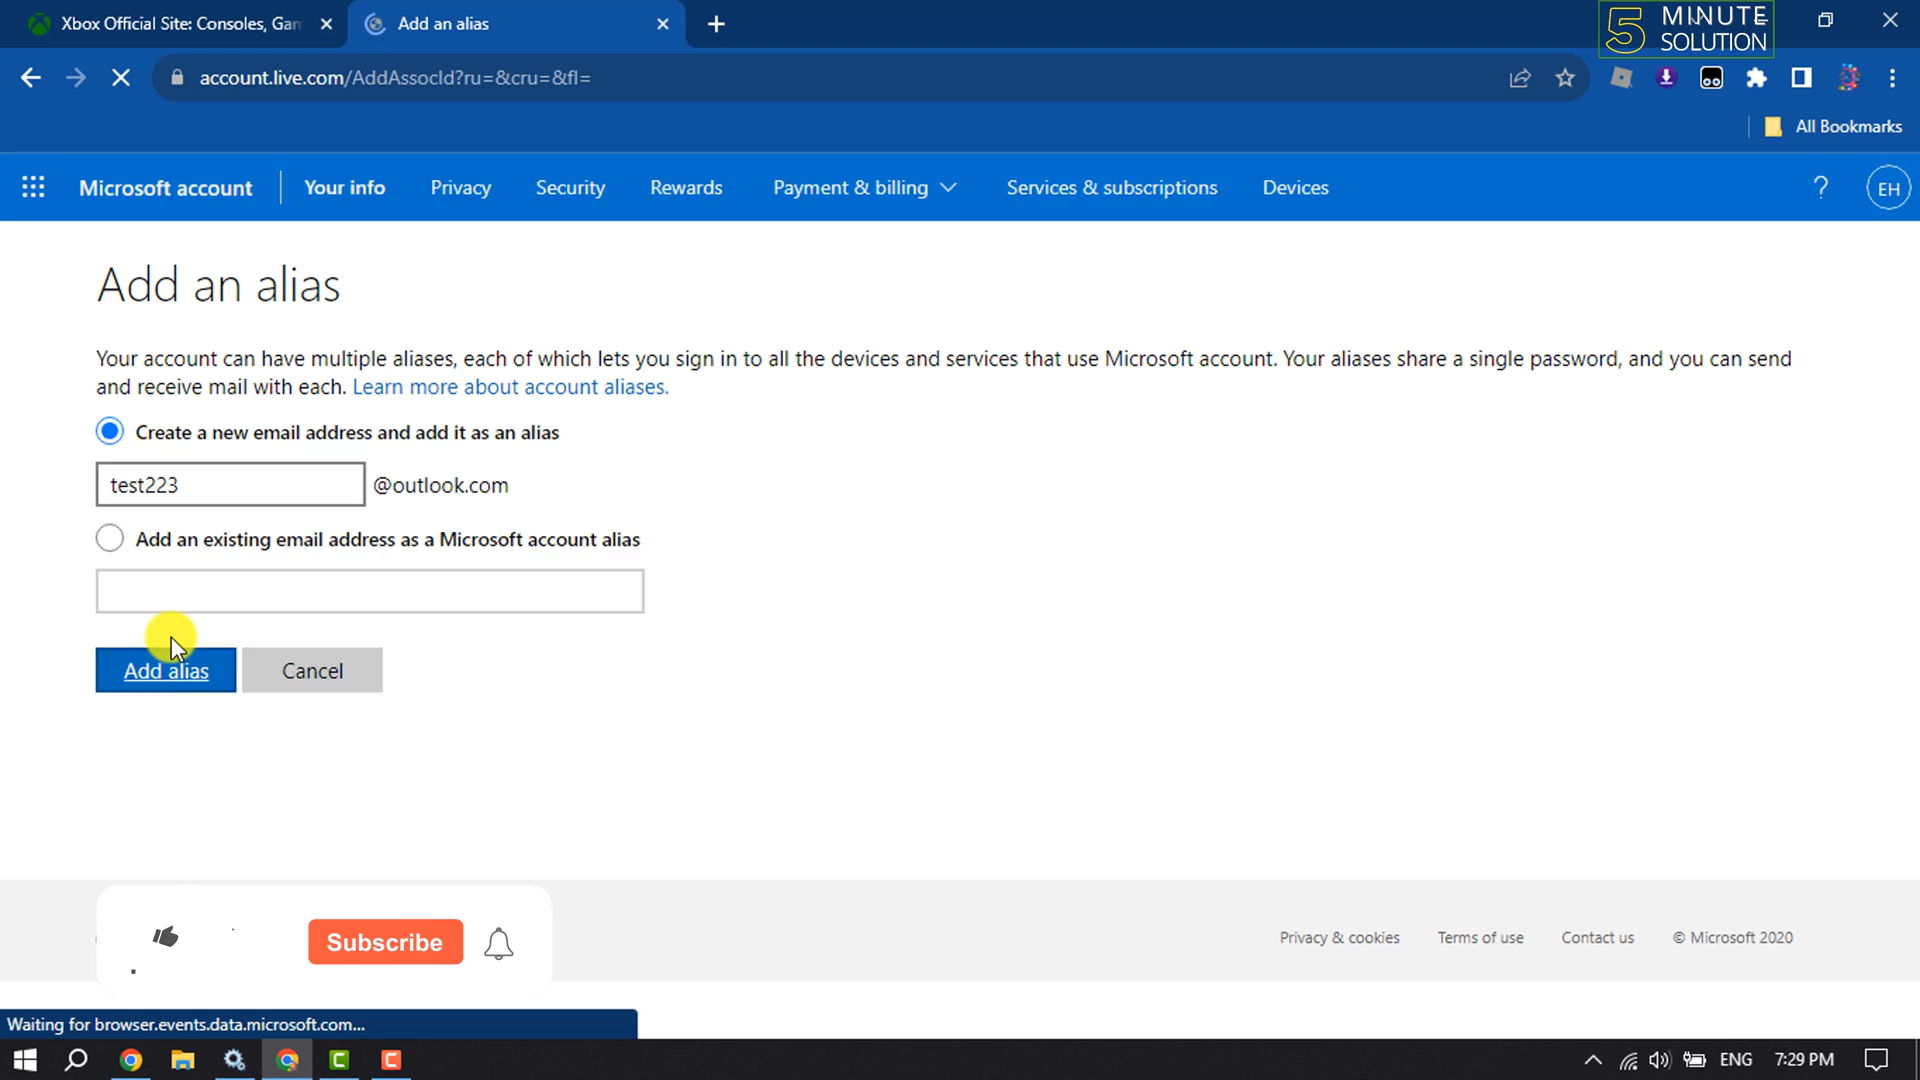 Xbox Official Site: Consoles, Gam
Add an alias
5 MINUTE
SOLUTION
account.live.com/AddAssocId?ru=&cru=&fl=
All Bookmarks
Microsoft account
Your info
Privacy
Security
Rewards
Payment & billing
Services & subscriptions
Devices
?
EH
Add an alias
Your account can have multiple aliases, each of which lets you sign in to all the devices and services that use Microsoft account. Your aliases share a single password, and you can send
and receive mail with each. Learn more about account aliases.
Create a new email address and add it as an alias
test223 @outlook.com
Add an existing email address as a Microsoft account alias
Add alias
Cancel
Subscribe
Privacy & cookies
Terms of use
Contact us
© Microsoft 2020
Waiting for browser.events.data.microsoft.com...
ENG
7:29 PM